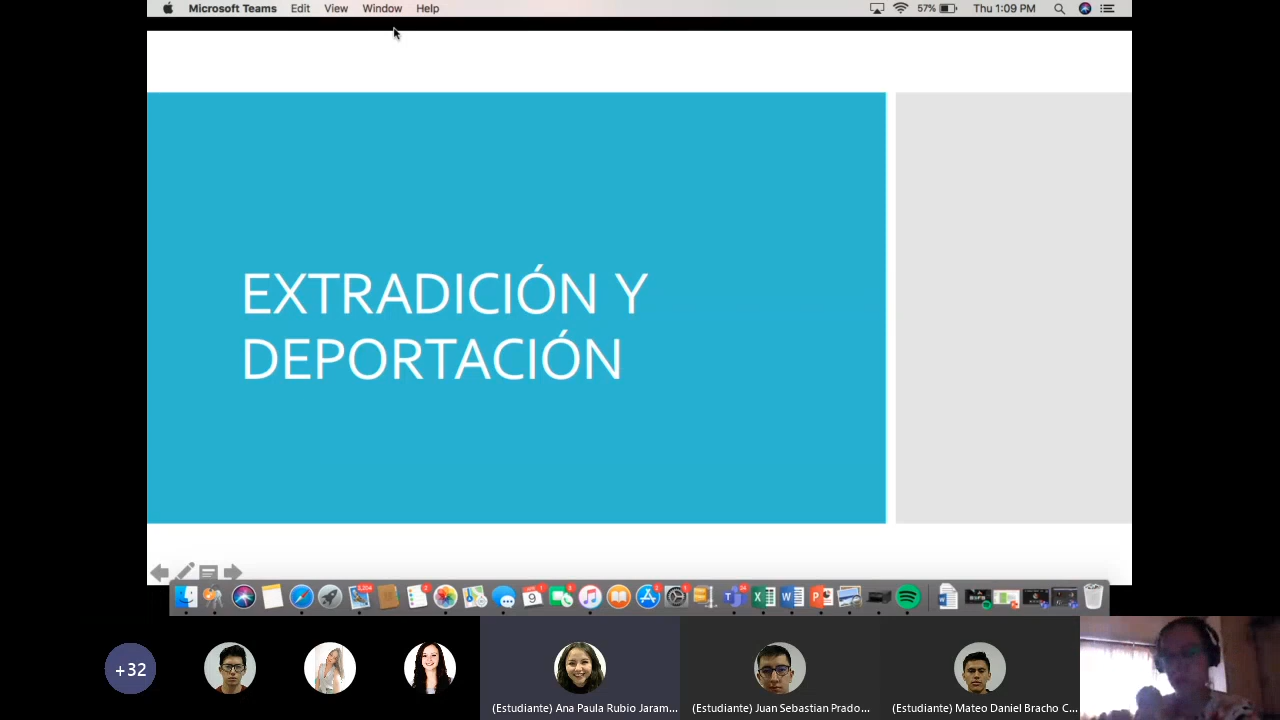 Microsoft Teams Edit View Window Help 57% Thu 1:09 PM
EXTRADICIÓN Y
DEPORTACIÓN
+32
(Estudiante) Ana Paula Rubio Jaram...
(Estudiante) Juan Sebastian Prado...
(Estudiante) Mateo Daniel Bracho C...